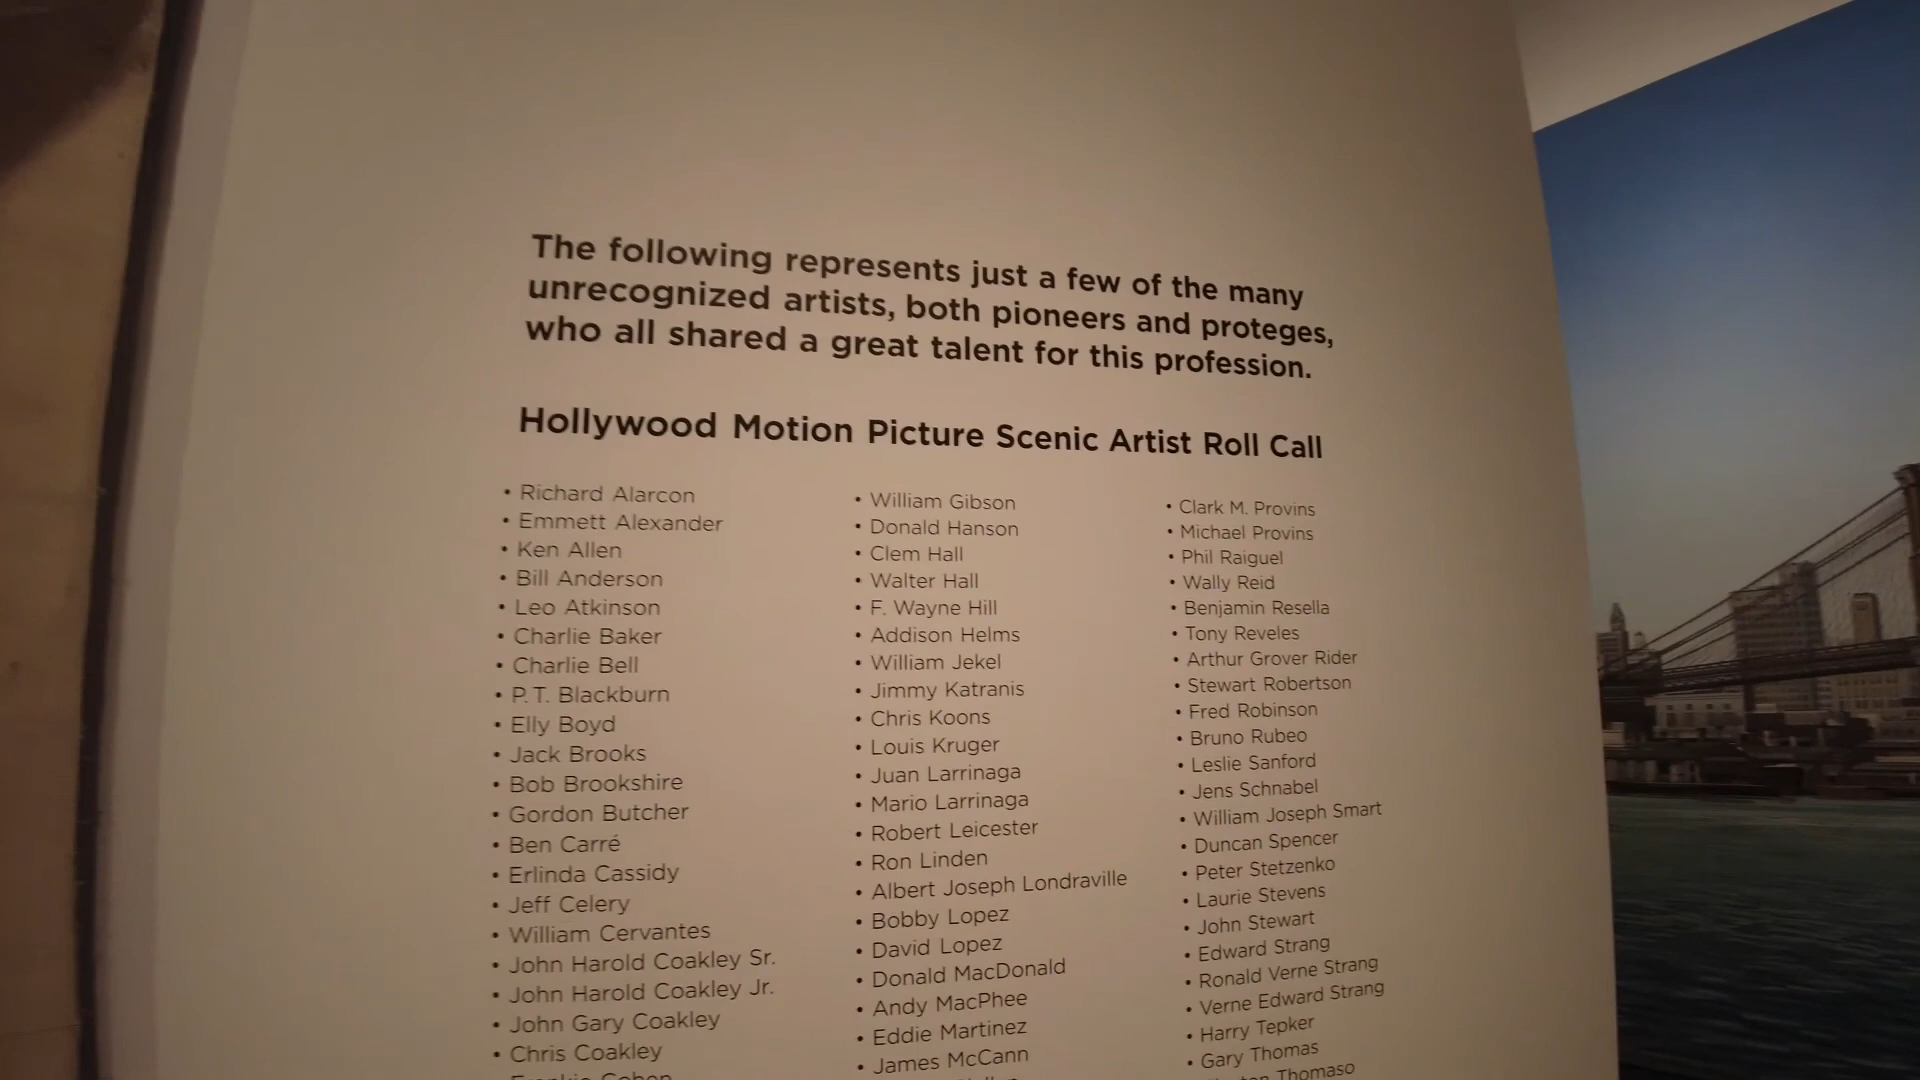 The following represents just a few of the many
unrecognized artists, both pioneers and proteges,
who all shared a great talent for this profession.
Hollywood Motion Picture Scenic Artist Roll Call
• Richard Alarcon
• Emmett Alexander
• Ken Allen
• Bill Anderson
• Leo Atkinson
• Charlie Baker
• Charlie Bell
• P.T. Blackburn
• Elly Boyd
• Jack Brooks
• Bob Brookshire
• Gordon Butcher
• Ben Carré
• Erlinda Cassidy
• Jeff Celery
• William Cervantes
• John Harold Coakley Sr.
• John Harold Coakley Jr.
• John Gary Coakley
• Chris Coakley
• William Gibson
• Donald Hanson
• Clem Hall
• Walter Hall
• F. Wayne Hill
• Addison Helms
• William Jekel
• Jimmy Katranis
• Chris Koons
• Louis Kruger
• Juan Larrinaga
• Mario Larrinaga
• Robert Leicester
• Ron Linden
• Albert Joseph Londraville
• Bobby Lopez
• David Lopez
• Donald MacDonald
• Andy MacPhee
• Eddie Martinez
• James McCann
• Clark M. Provins
• Michael Provins
• Phil Raiguel
• Wally Reid
• Benjamin Resella
• Tony Reveles
• Arthur Grover Rider
• Stewart Robertson
• Fred Robinson
• Bruno Rubeo
• Leslie Sanford
• Jens Schnabel
• William Joseph Smart
• Duncan Spencer
• Peter Stetzenko
• Laurie Stevens
• John Stewart
• Edward Strang
• Ronald Verne Strang
• Verne Edward Strang
• Harry Tepker
• Gary Thomas
Thomaso